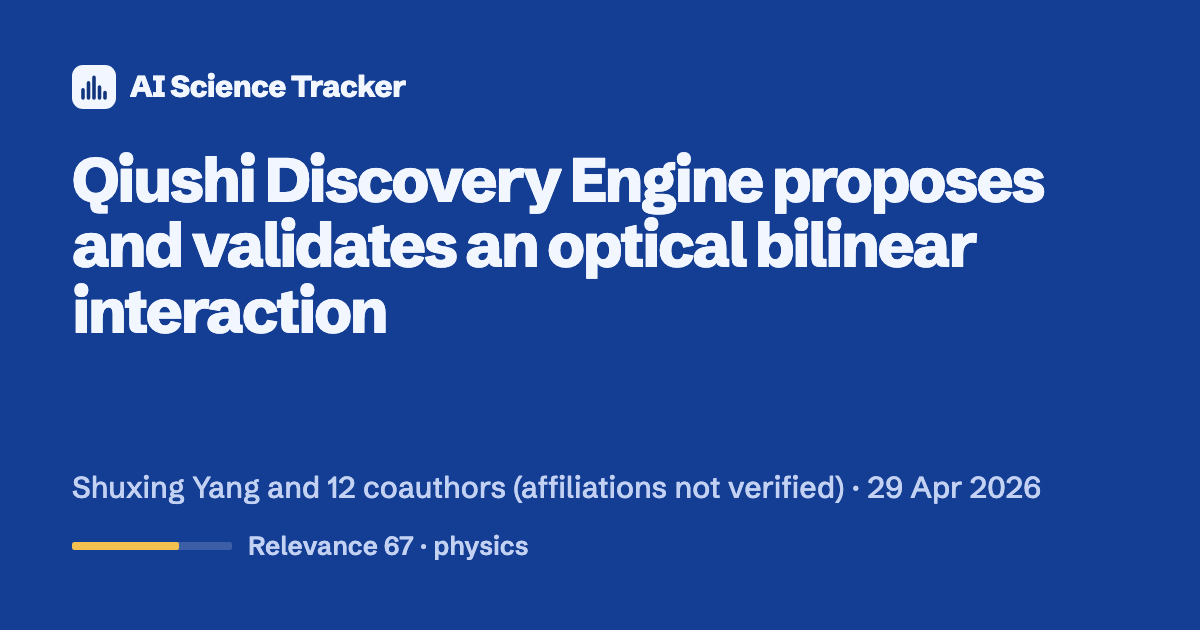 AI Science Tracker
Qiushi Discovery Engine proposes
and validates an optical bilinear
interaction
Shuxing Yang and 12 coauthors (affiliations not verified) · 29 Apr 2026
Relevance 67 · physics